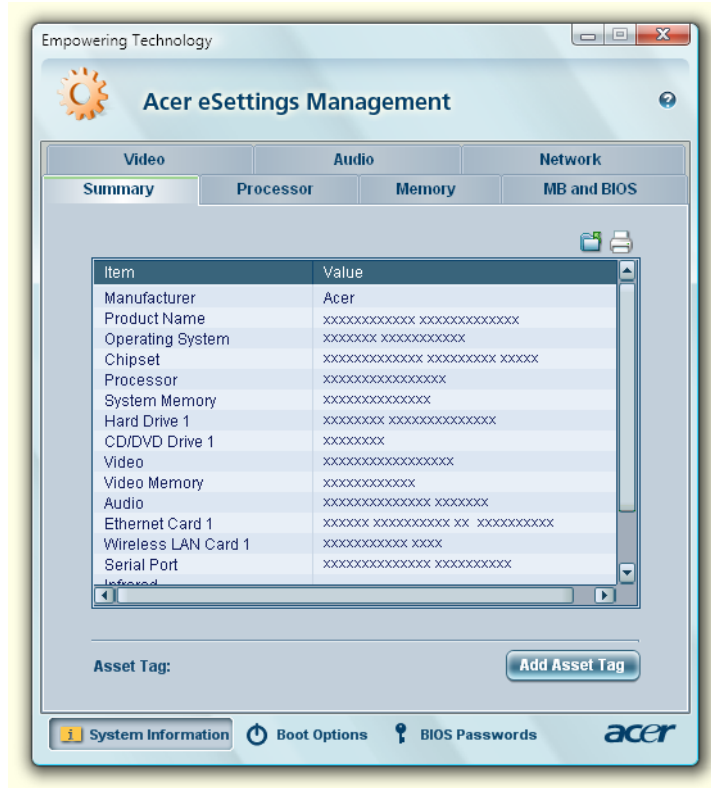 Empowering Technology
Acer eSettings Management
Video Audio Network
Summary Processor Memory MB and BIOS
Item Value
Manufacturer Acer
Product Name xxxxxxxxxxxx xxxxxxxxxxxxx
Operating System xxxxxxx xxxxxxxxxxx
Chipset xxxxxxxxxxxxx xxxxxxxxx xxxxx
Processor xxxxxxxxxxxxxxxx
System Memory xxxxxxxxxxxxxx
Hard Drive 1 xxxxxxxx xxxxxxxxxxxxxx
CD/DVD Drive 1 xxxxxxxx
Video xxxxxxxxxxxxxxxxx
Video Memory xxxxxxxxxxxx
Audio xxxxxxxxxxxxxx xxxxxxx
Ethernet Card 1 xxxxxx xxxxxxxxxx xx xxxxxxxxxx
Wireless LAN Card 1 xxxxxxxxxxx xxxx
Serial Port xxxxxxxxxxxxxx xxxxxxxxxx
Infrared
Asset Tag: Add Asset Tag
System Information Boot Options BIOS Passwords acer